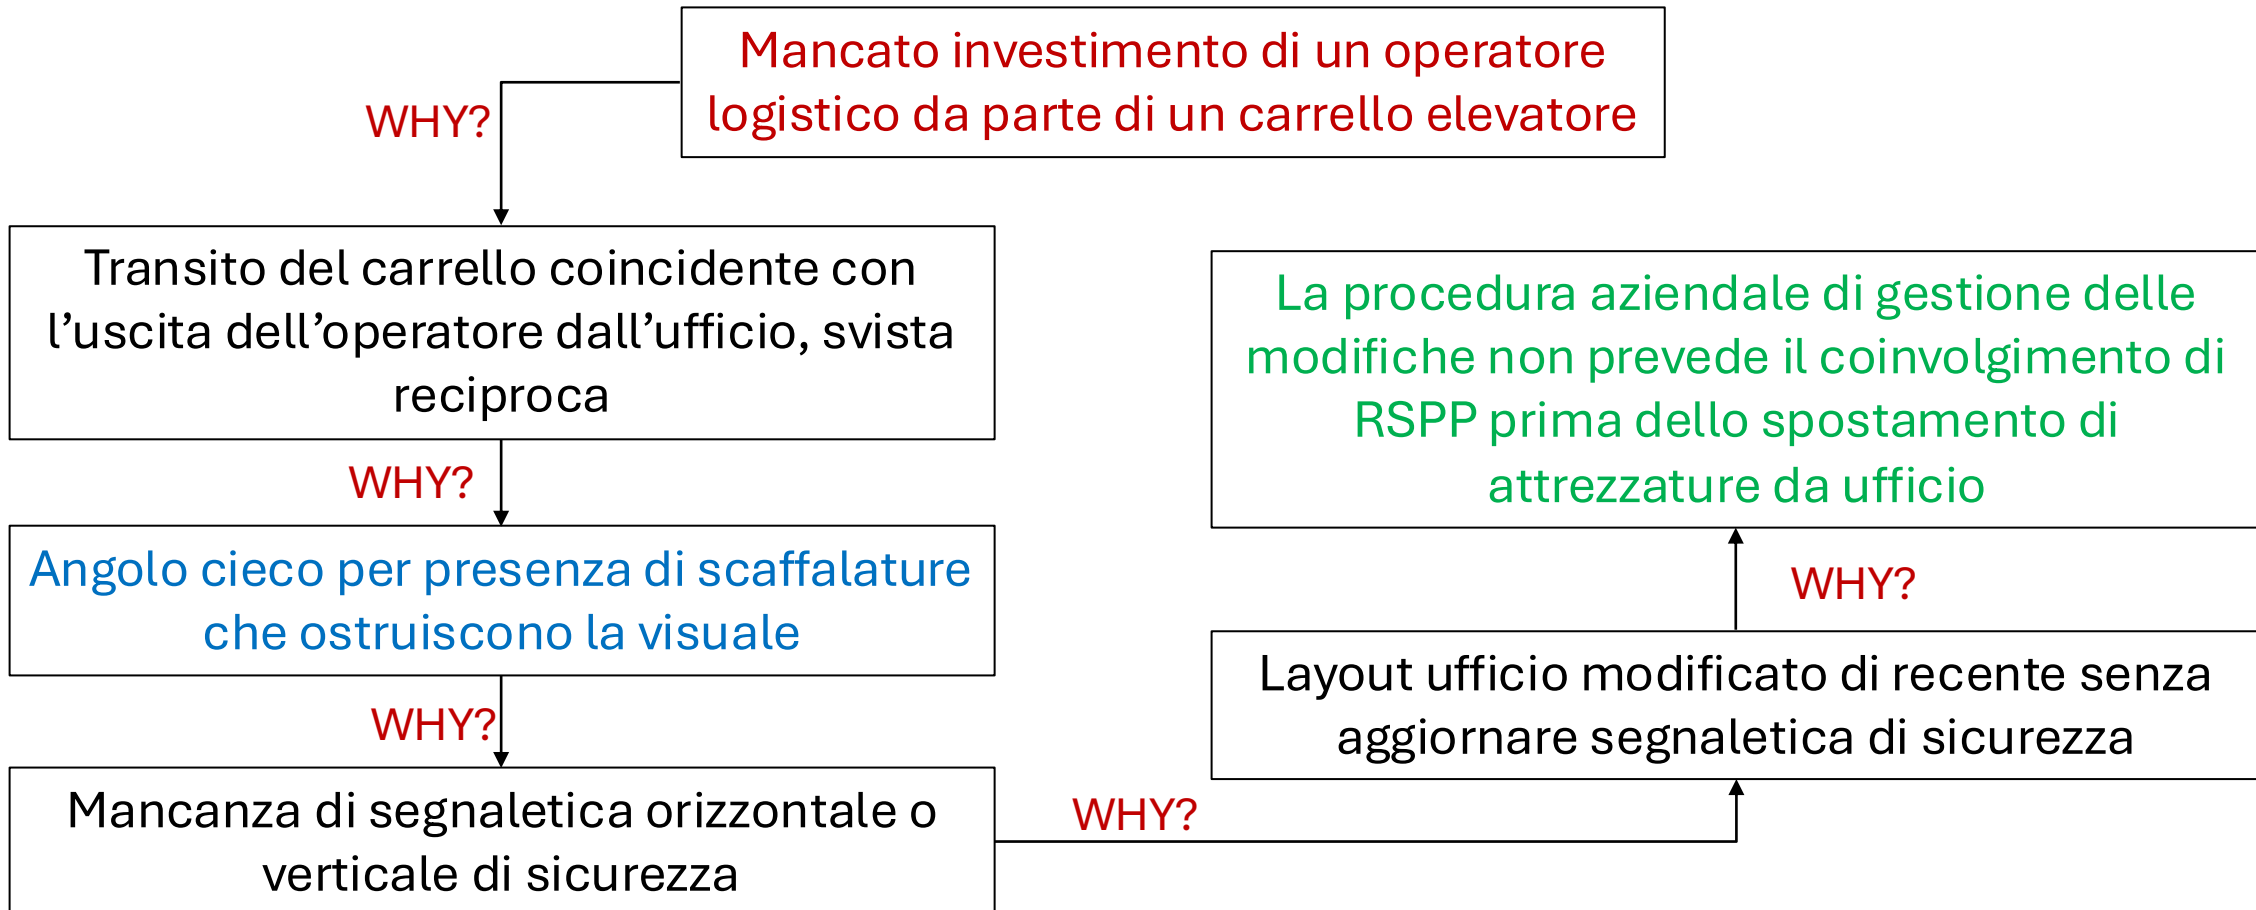 Mancato investimento di un operatore
logistico da parte di un carrello elevatore
WHY?
Transito del carrello coincidente con
l’uscita dell’operatore dall’ufficio, svista
reciproca
WHY?
Angolo cieco per presenza di scaffalature
che ostruiscono la visuale
WHY?
Mancanza di segnaletica orizzontale o
verticale di sicurezza
WHY?
Layout ufficio modificato di recente senza
aggiornare segnaletica di sicurezza
WHY?
La procedura aziendale di gestione delle
modifiche non prevede il coinvolgimento di
RSPP prima dello spostamento di
attrezzature da ufficio